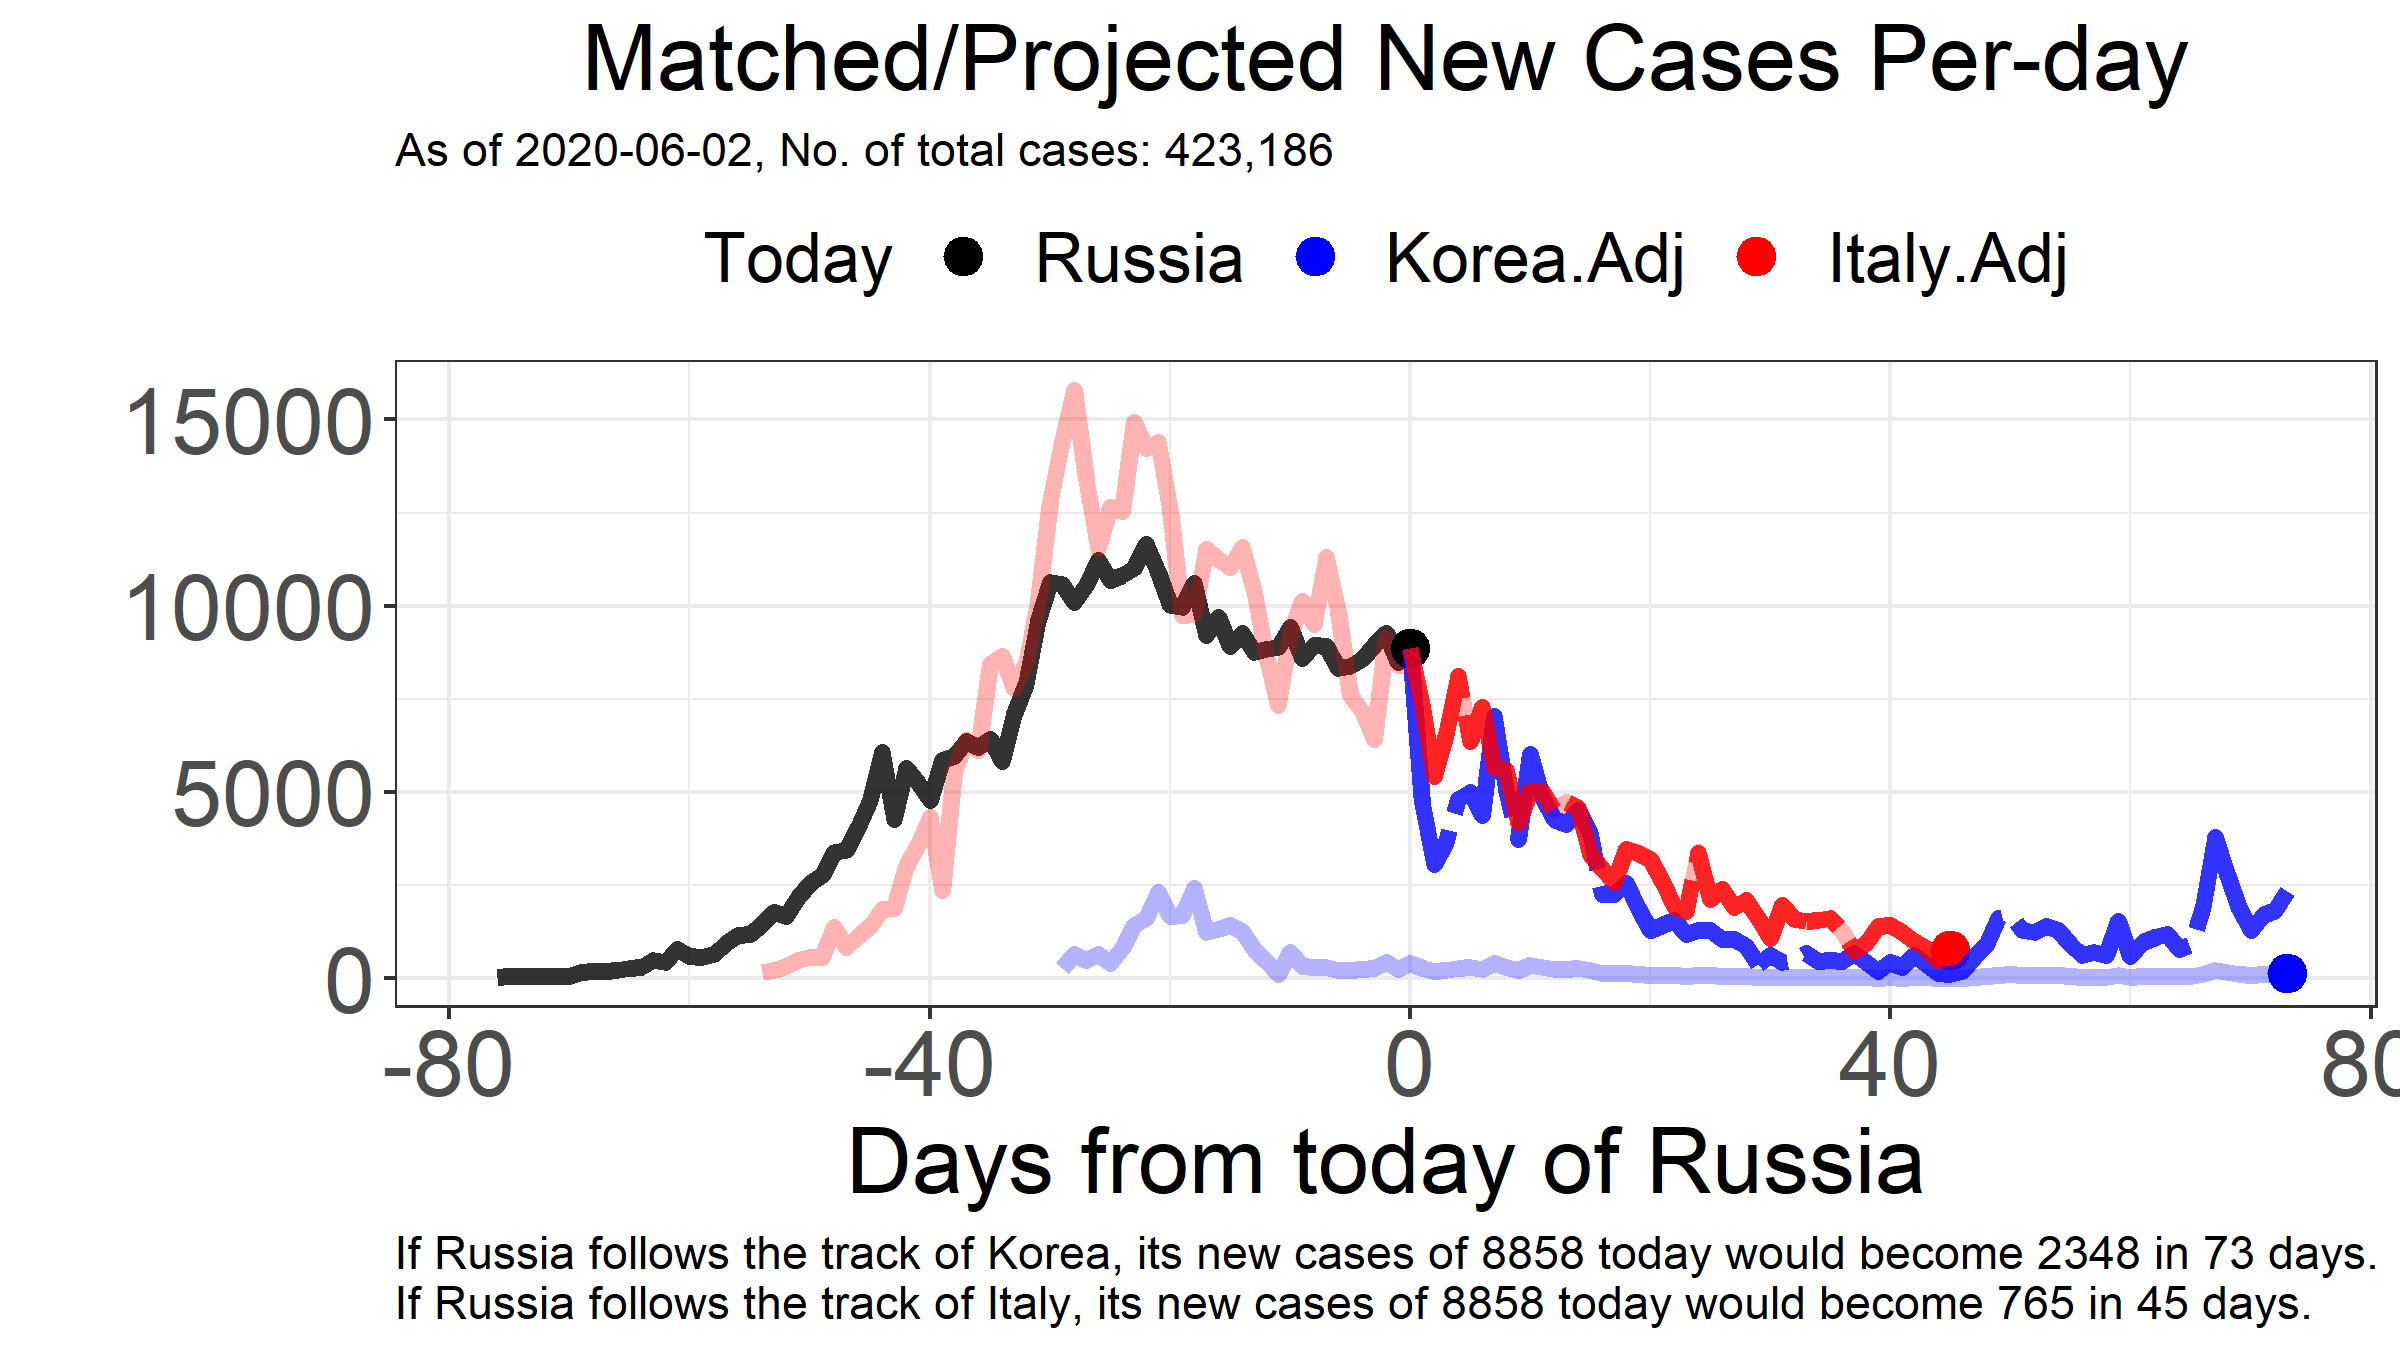 Matched/Projected New Cases Per-day
As of 2020-06-02, No. of total cases: 423,186
Today Russia Korea.Adj Italy.Adj
15000
10000
5000
0
-80 -40 0 40 80
Days from today of Russia
If Russia follows the track of Korea, its new cases of 8858 today would become 2348 in 73 days.
If Russia follows the track of Italy, its new cases of 8858 today would become 765 in 45 days.